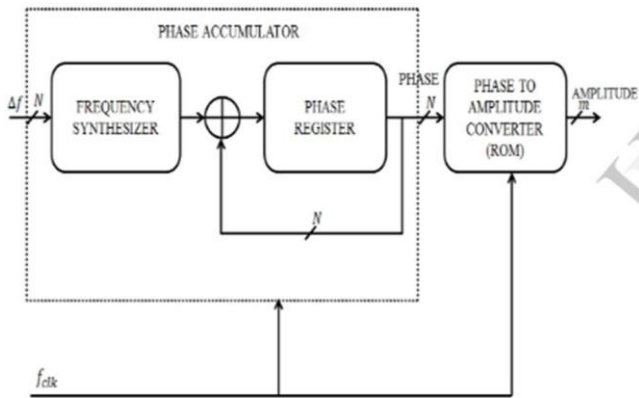 PHASE ACCUMULATOR
Δf
N
FREQUENCY
SYNTHESIZER
PHASE
REGISTER
PHASE
N
PHASE TO
AMPLITUDE
CONVERTER
(ROM)
AMPLITUDE
m
N
fclk